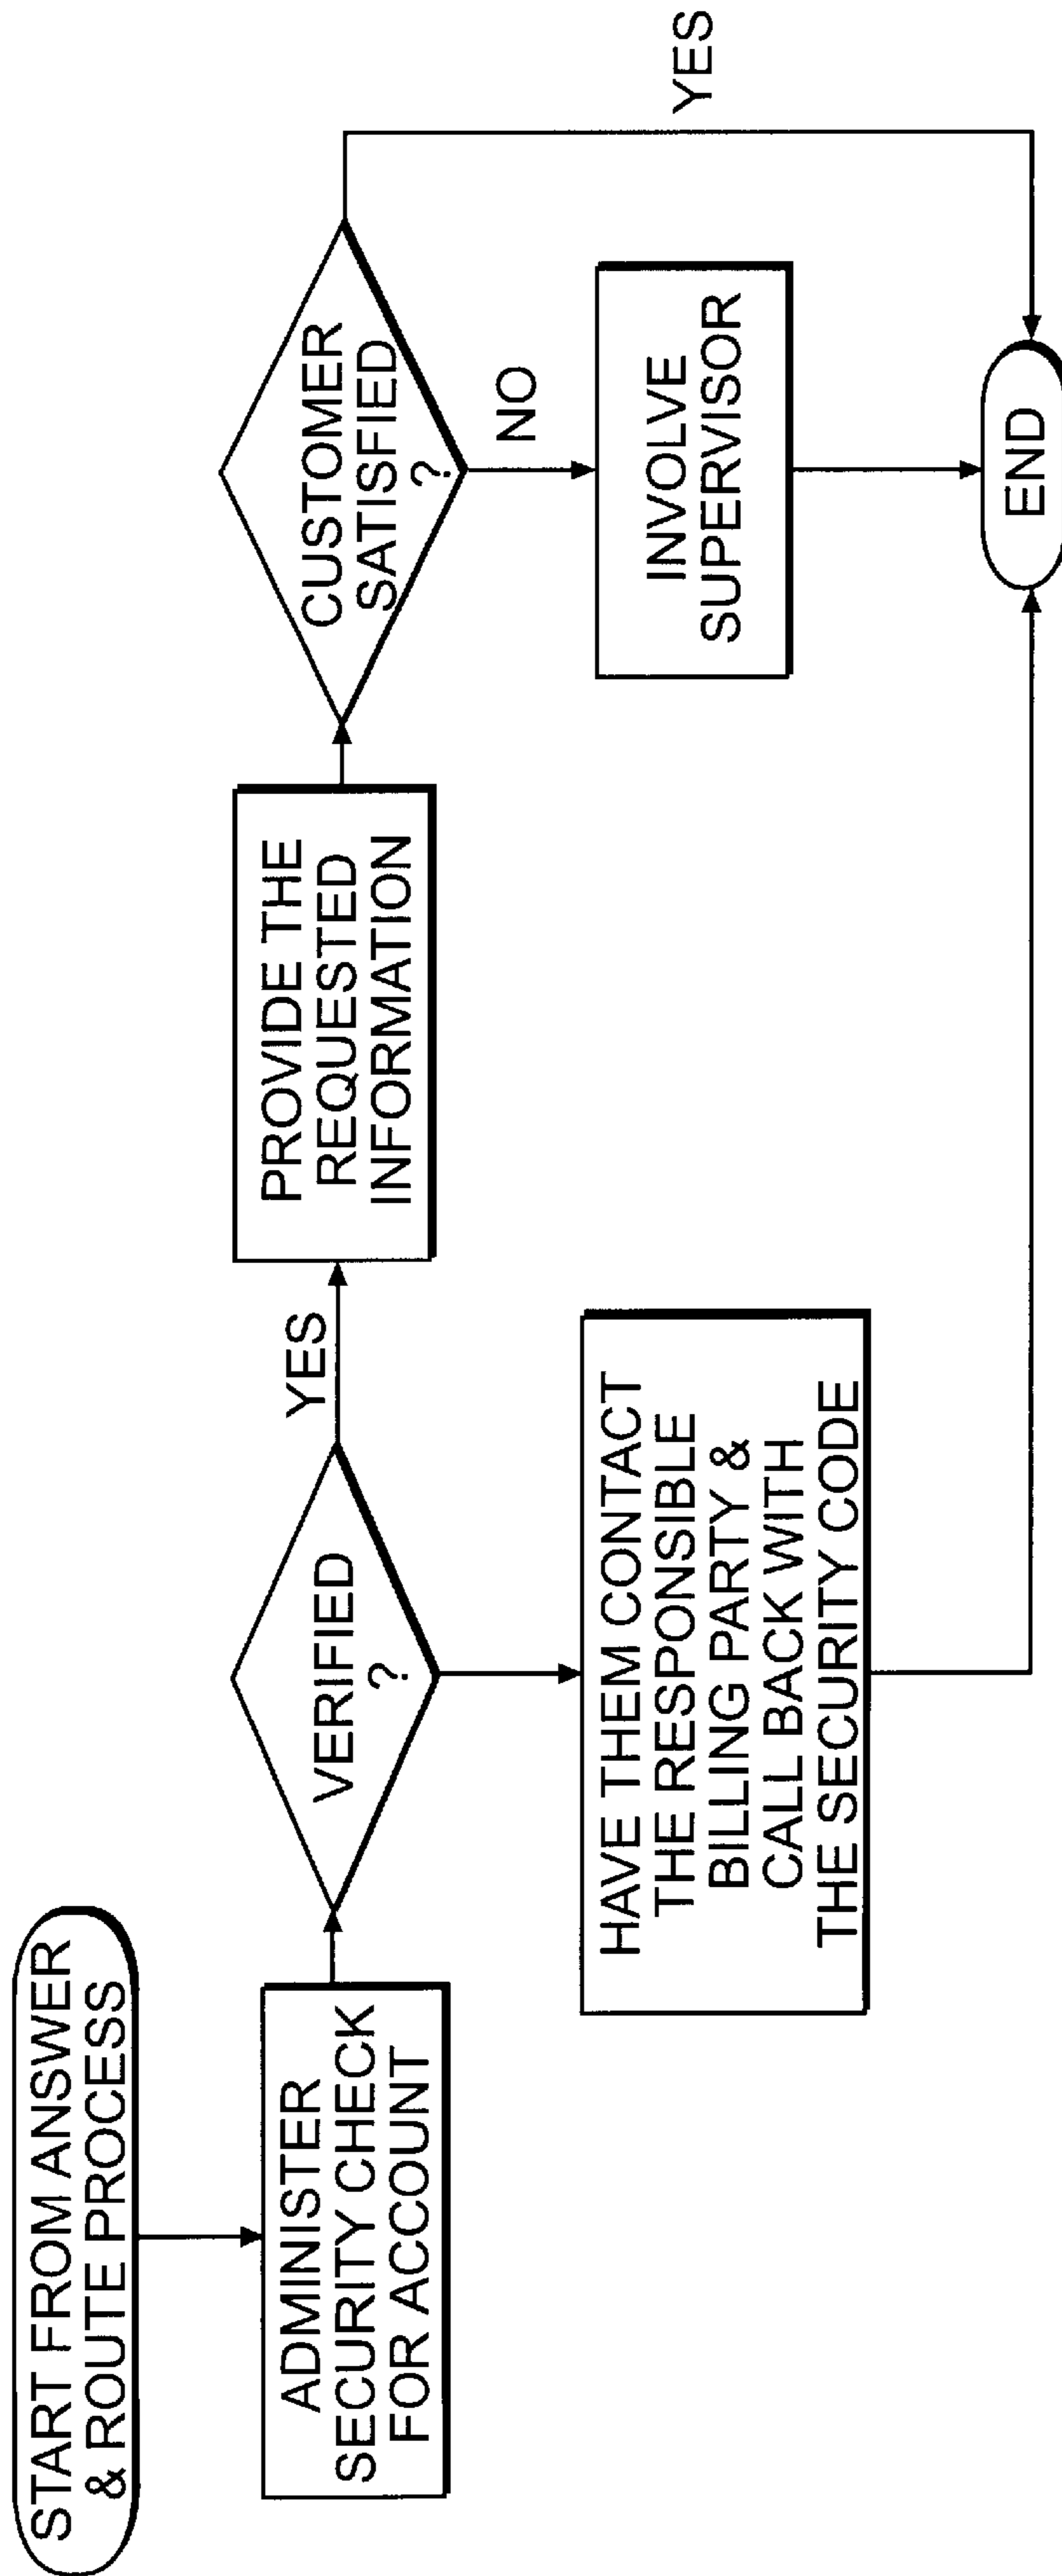 START FROM ANSWER
& ROUTE PROCESS
ADMINISTER
SECURITY CHECK
FOR ACCOUNT
VERIFIED
?
YES
HAVE THEM CONTACT
THE RESPONSIBLE
BILLING PARTY &
CALL BACK WITH
THE SECURITY CODE
PROVIDE THE
REQUESTED
INFORMATION
CUSTOMER
SATISFIED
?
NO
YES
INVOLVE
SUPERVISOR
END